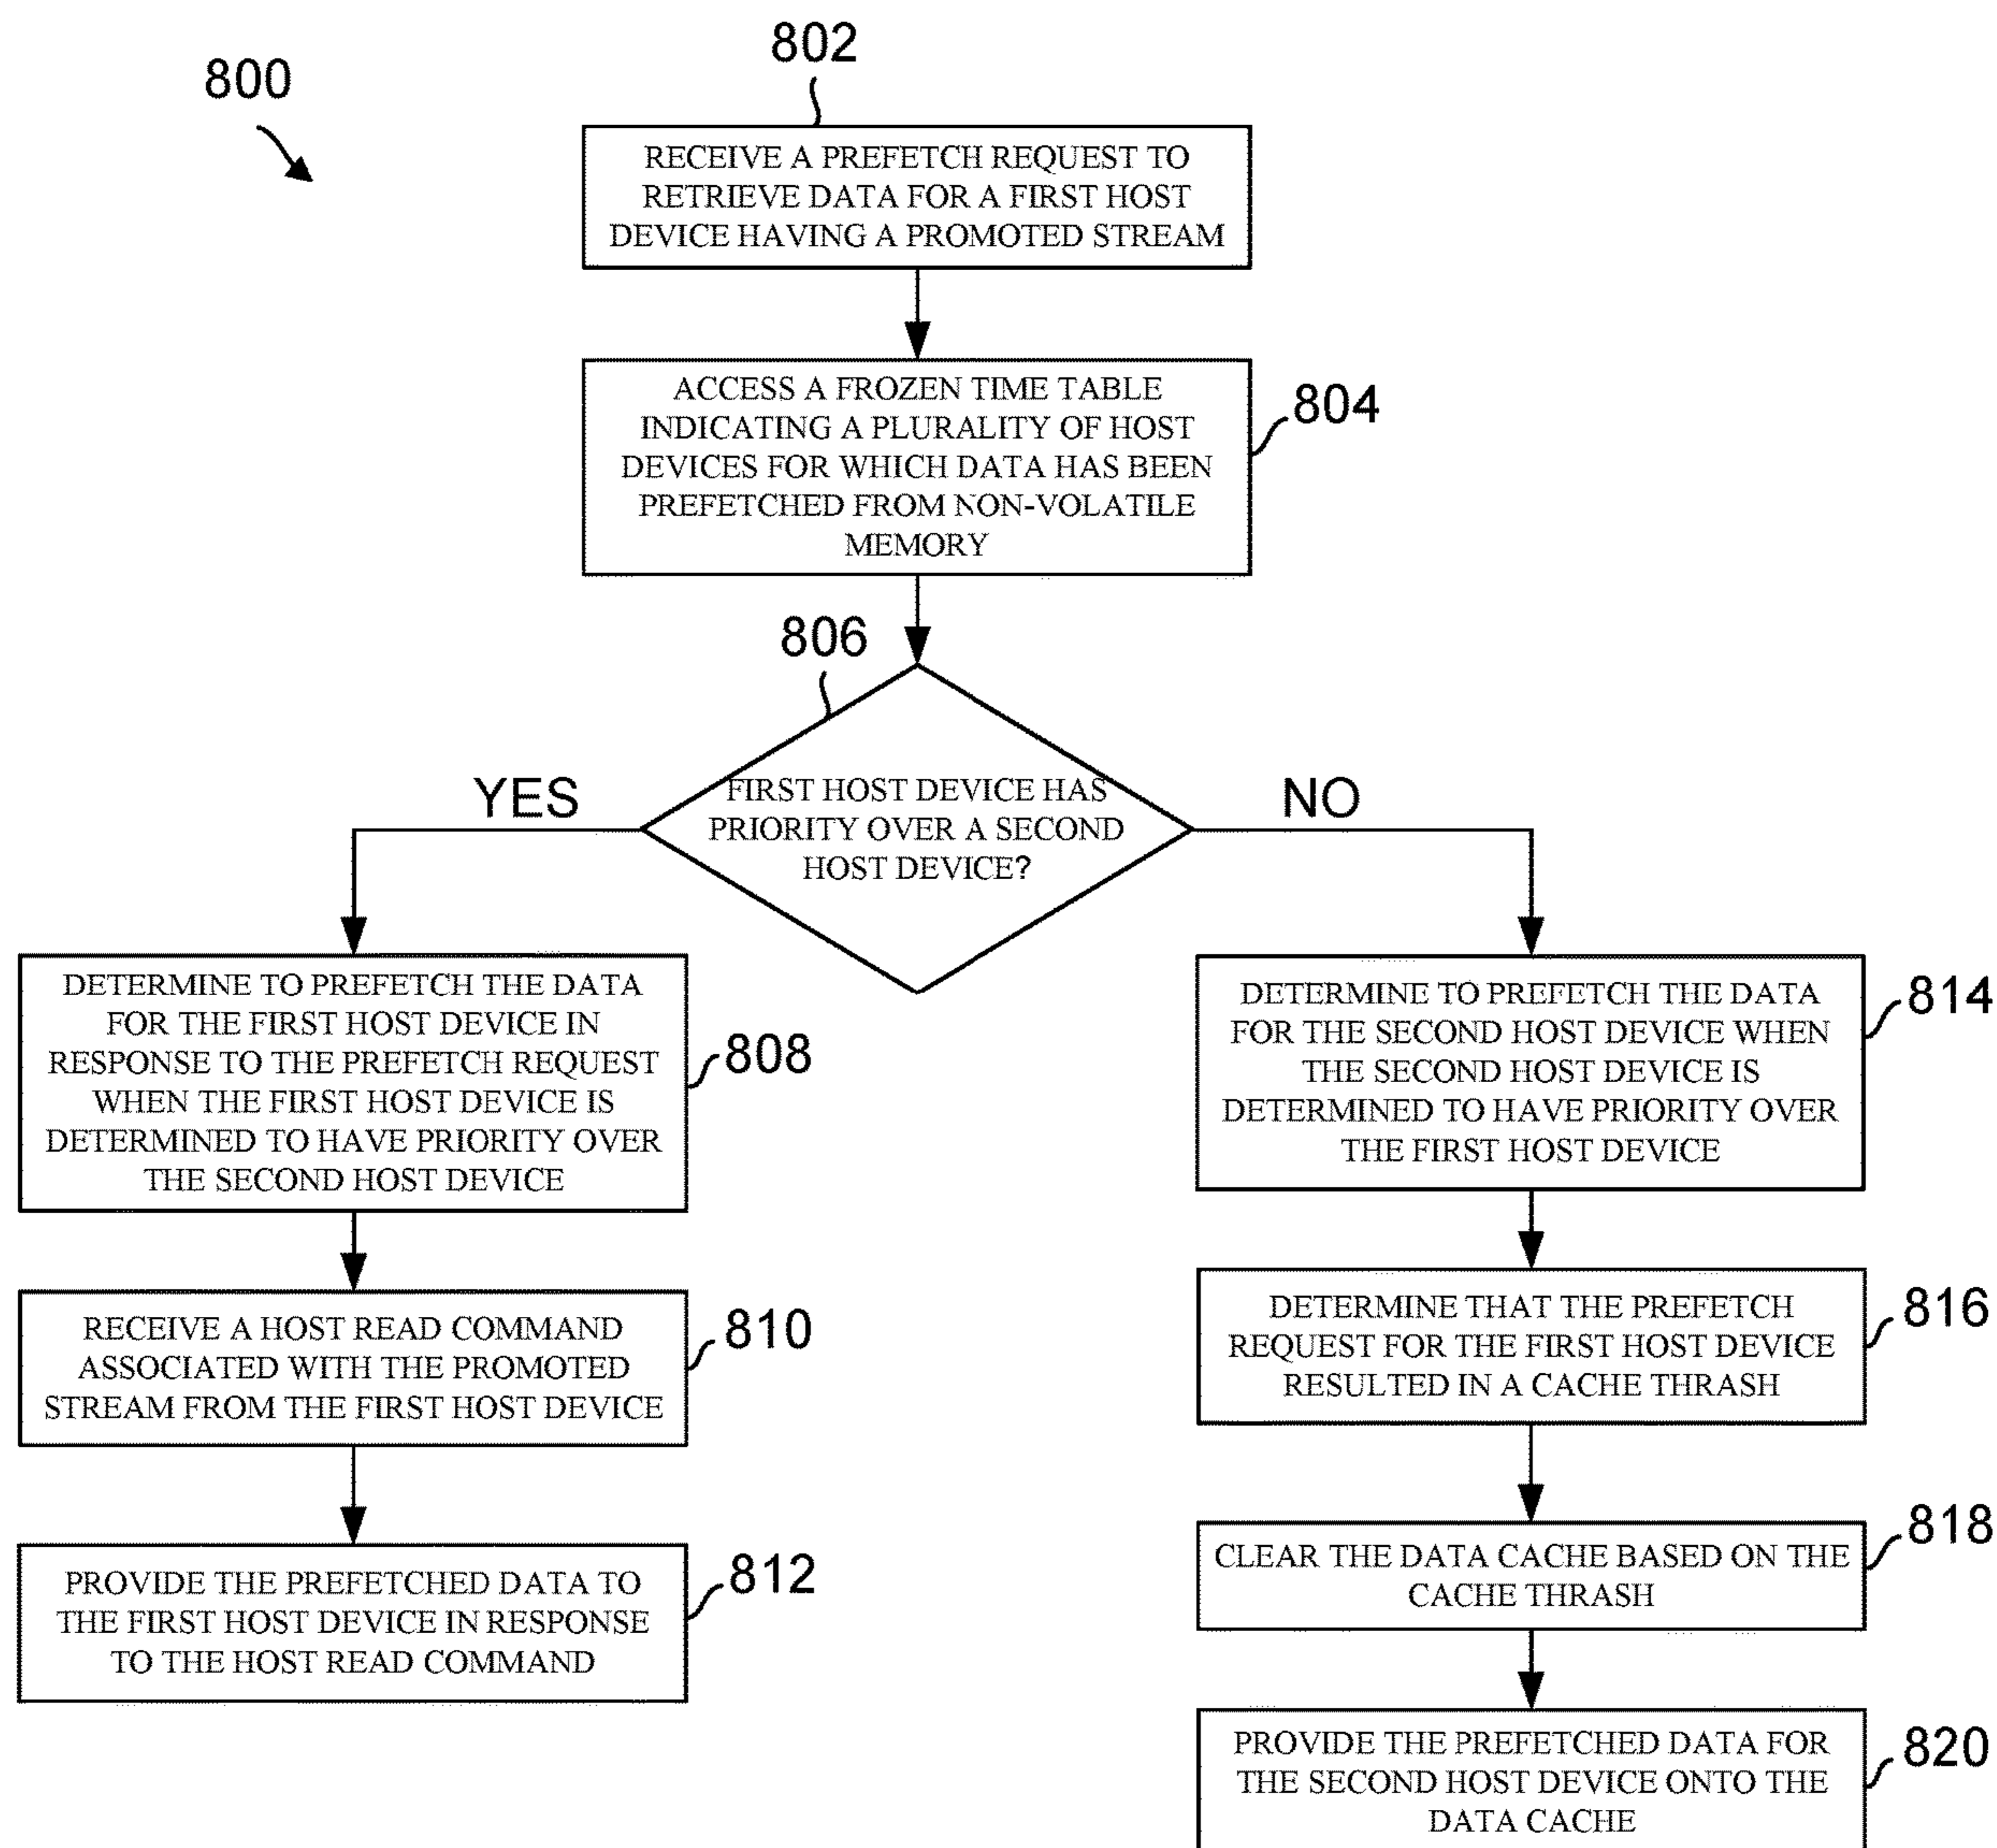 802
800
RECEIVE A PREFETCH REQUEST TO
RETRIEVE DATA FOR A FIRST HOST
DEVICE HAVING A PROMOTED STREAM
ACCESS A FROZEN TIME TABLE
INDICATING A PLURALITY OF HOST
DEVICES FOR WHICH DATA HAS BEEN
PREFETCHED FROM NON-VOLATILE
MEMORY
804
806
FIRST HOST DEVICE HAS
PRIORITY OVER A SECOND
HOST DEVICE?
YES
NO
DETERMINE TO PREFETCH THE DATA
FOR THE FIRST HOST DEVICE IN
RESPONSE TO THE PREFETCH REQUEST
WHEN THE FIRST HOST DEVICE IS
DETERMINED TO HAVE PRIORITY OVER
THE SECOND HOST DEVICE
808
RECEIVE A HOST READ COMMAND
ASSOCIATED WITH THE PROMOTED
STREAM FROM THE FIRST HOST DEVICE
810
PROVIDE THE PREFETCHED DATA TO
THE FIRST HOST DEVICE IN RESPONSE
TO THE HOST READ COMMAND
812
DETERMINE TO PREFETCH THE DATA
FOR THE SECOND HOST DEVICE WHEN
THE SECOND HOST DEVICE IS
DETERMINED TO HAVE PRIORITY OVER
THE FIRST HOST DEVICE
814
DETERMINE THAT THE PREFETCH
REQUEST FOR THE FIRST HOST DEVICE
RESULTED IN A CACHE THRASH
816
CLEAR THE DATA CACHE BASED ON THE
CACHE THRASH
818
PROVIDE THE PREFETCHED DATA FOR
THE SECOND HOST DEVICE ONTO THE
DATA CACHE
820